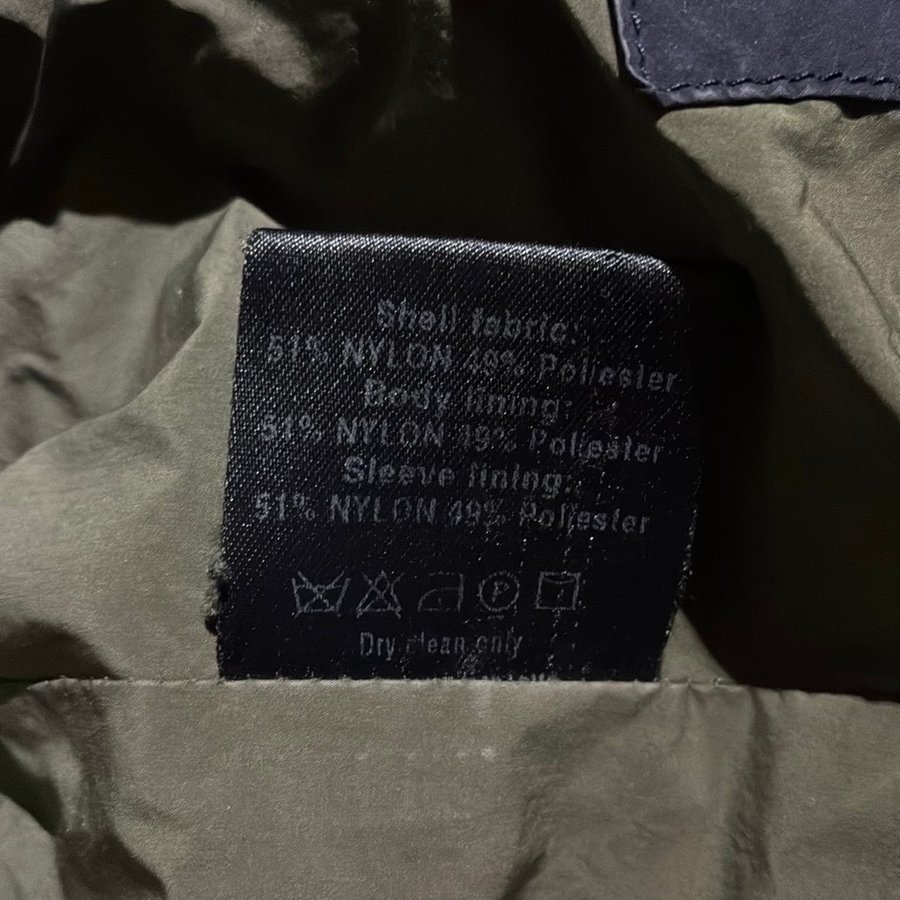 Shell fabric:
51% NYLON 49% Poliester
Body lining:
51% NYLON 49% Poliester
Sleeve lining:
51% NYLON 49% Poliester
P
Dry clean only